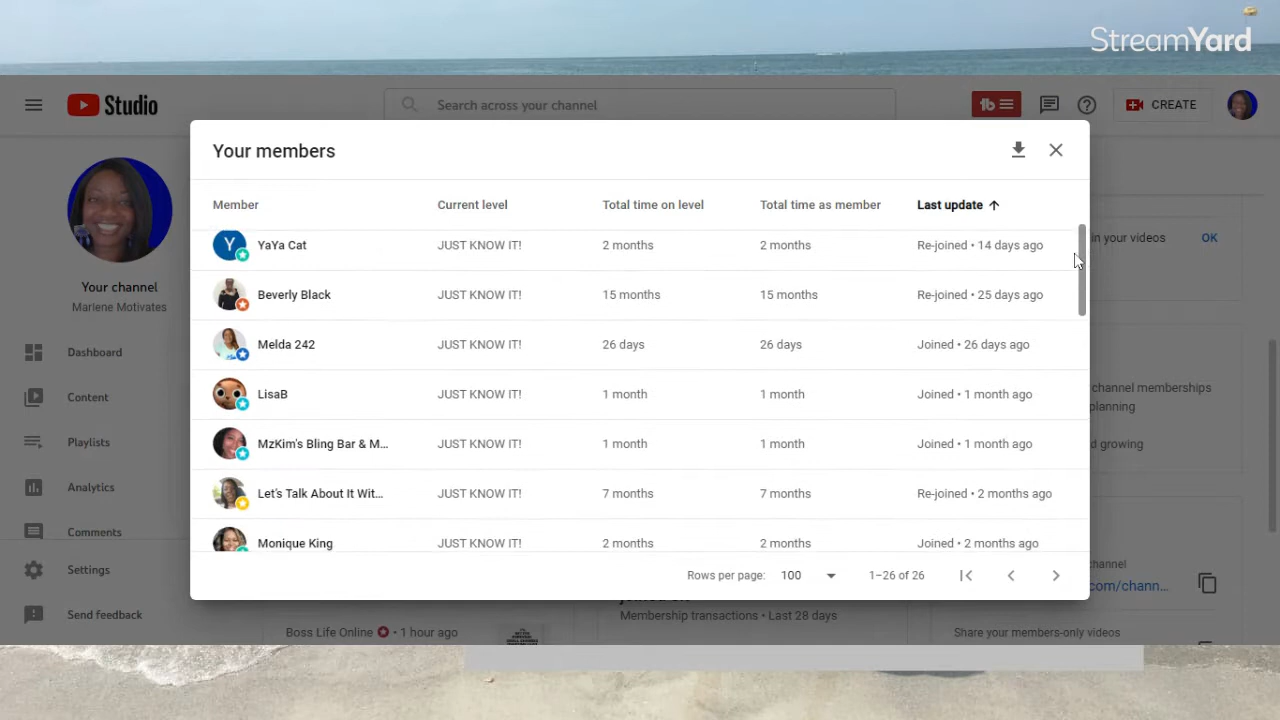 StreamYard
Studio
Search across your channel
CREATE
Your members
Member Current level Total time on level Total time as member Last update
Y YaYa Cat JUST KNOW IT! 2 months 2 months Re-joined • 14 days ago
Beverly Black JUST KNOW IT! 15 months 15 months Re-joined • 25 days ago
Melda 242 JUST KNOW IT! 26 days 26 days Joined • 26 days ago
LisaB JUST KNOW IT! 1 month 1 month Joined • 1 month ago
MzKim's Bling Bar & M... JUST KNOW IT! 1 month 1 month Joined • 1 month ago
Let's Talk About It Wit... JUST KNOW IT! 7 months 7 months Re-joined • 2 months ago
Monique King JUST KNOW IT! 2 months 2 months Joined • 2 months ago
Rows per page: 100 1–26 of 26
Your channel
Marlene Motivates
Dashboard
Content
Playlists
Analytics
Comments
Settings
Send feedback
in your videos OK
channel memberships
planning
d growing
channel
com/chann...
Membership transactions • Last 28 days
Boss Life Online • 1 hour ago
Share your members-only videos